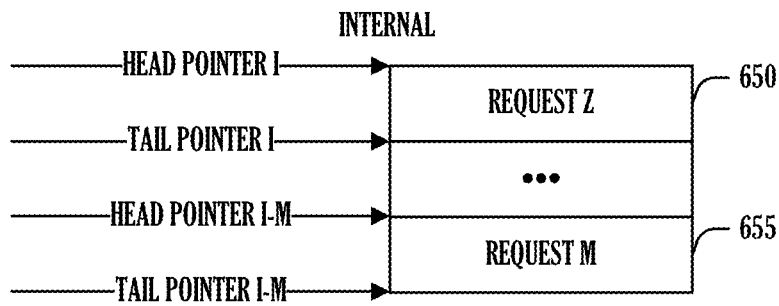 INTERNAL
HEAD POINTER I
650
REQUEST Z
TAIL POINTER I
•••
HEAD POINTER I-M
655
REQUEST M
TAIL POINTER I-M